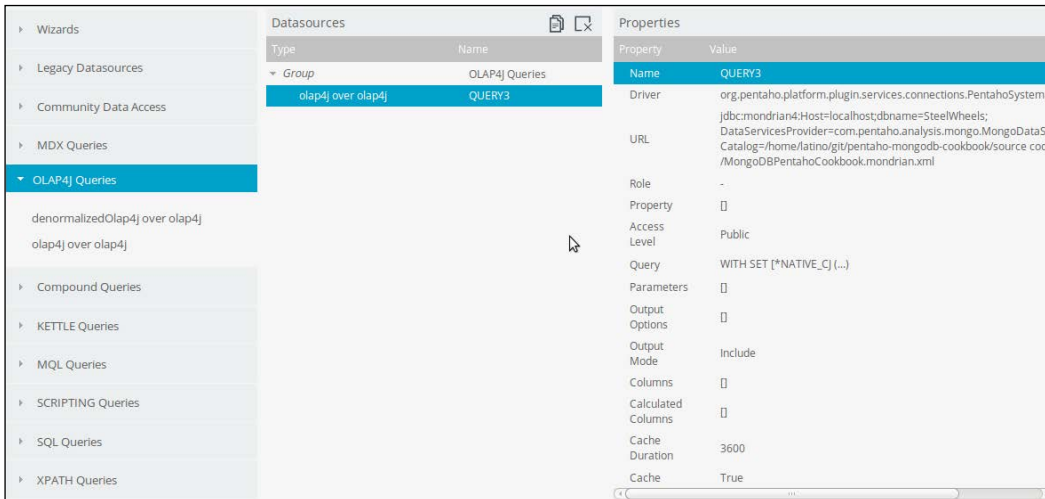 Wizards
Legacy Datasources
Community Data Access
MDX Queries
OLAP4J Queries
denormalizedOlap4j over olap4j
olap4j over olap4j
Compound Queries
KETTLE Queries
MQL Queries
SCRIPTING Queries
SQL Queries
XPATH Queries
Datasources
Type Name
Group OLAP4J Queries
olap4j over olap4j QUERY3
Properties
Property Value
Name QUERY3
Driver org.pentaho.platform.plugin.services.connections.PentahoSystem
URL jdbc:mondrian4:Host=localhost;dbname=SteelWheels;
DataServicesProvider=com.pentaho.analysis.mongo.MongoDataS
Catalog=/home/latino/git/pentaho-mongodb-cookbook/source coc
/MongoDBPentahoCookbook.mondrian.xml
Role -
Property []
Access
Level Public
Query WITH SET [*NATIVE_CJ (...)
Parameters []
Output
Options []
Output
Mode Include
Columns []
Calculated
Columns []
Cache
Duration 3600
Cache True